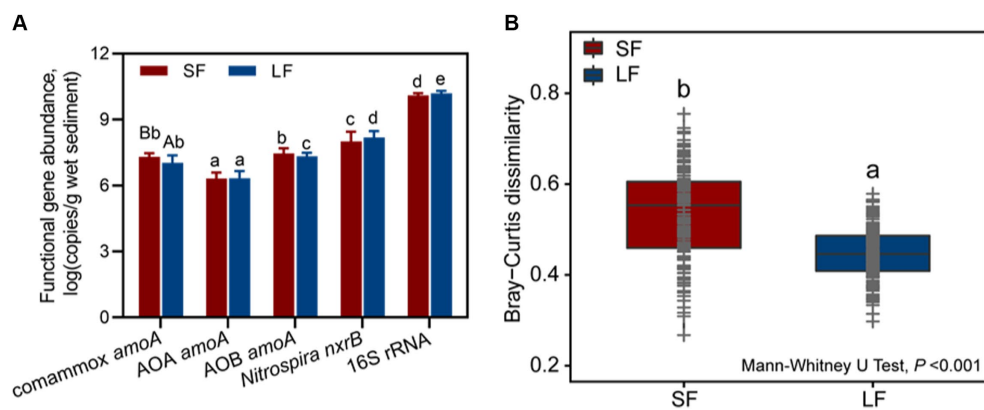 A
Functional gene abundance,
log(copies/g wet sediment)
12
9
6
3
0
SF LF
Bb Ab a a b c c d d e
comammox amoA AOA amoA AOB amoA Nitrospira nxrB 16S rRNA
B
Bray–Curtis dissimilarity
0.8
0.6
0.4
0.2
SF
LF
b
a
Mann-Whitney U Test, P <0.001
SF LF